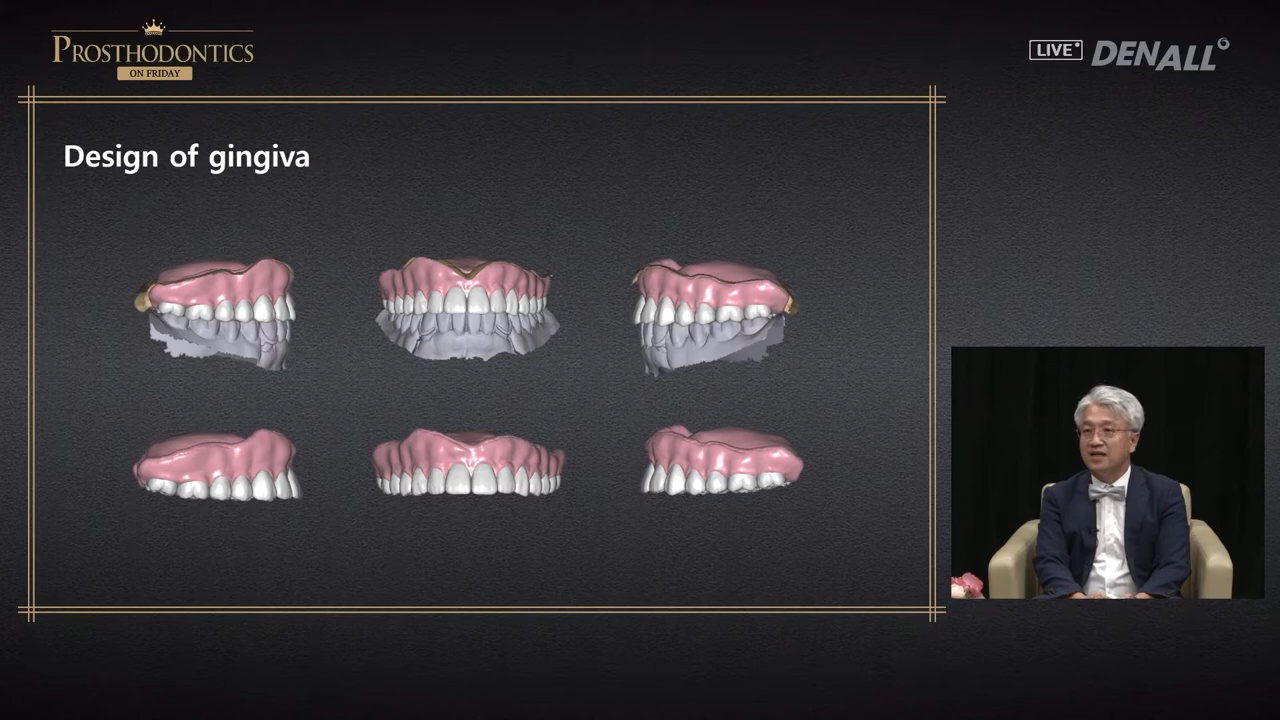 PROSTHODONTICS
ON FRIDAY
LIVE
DENALL
Design of gingiva